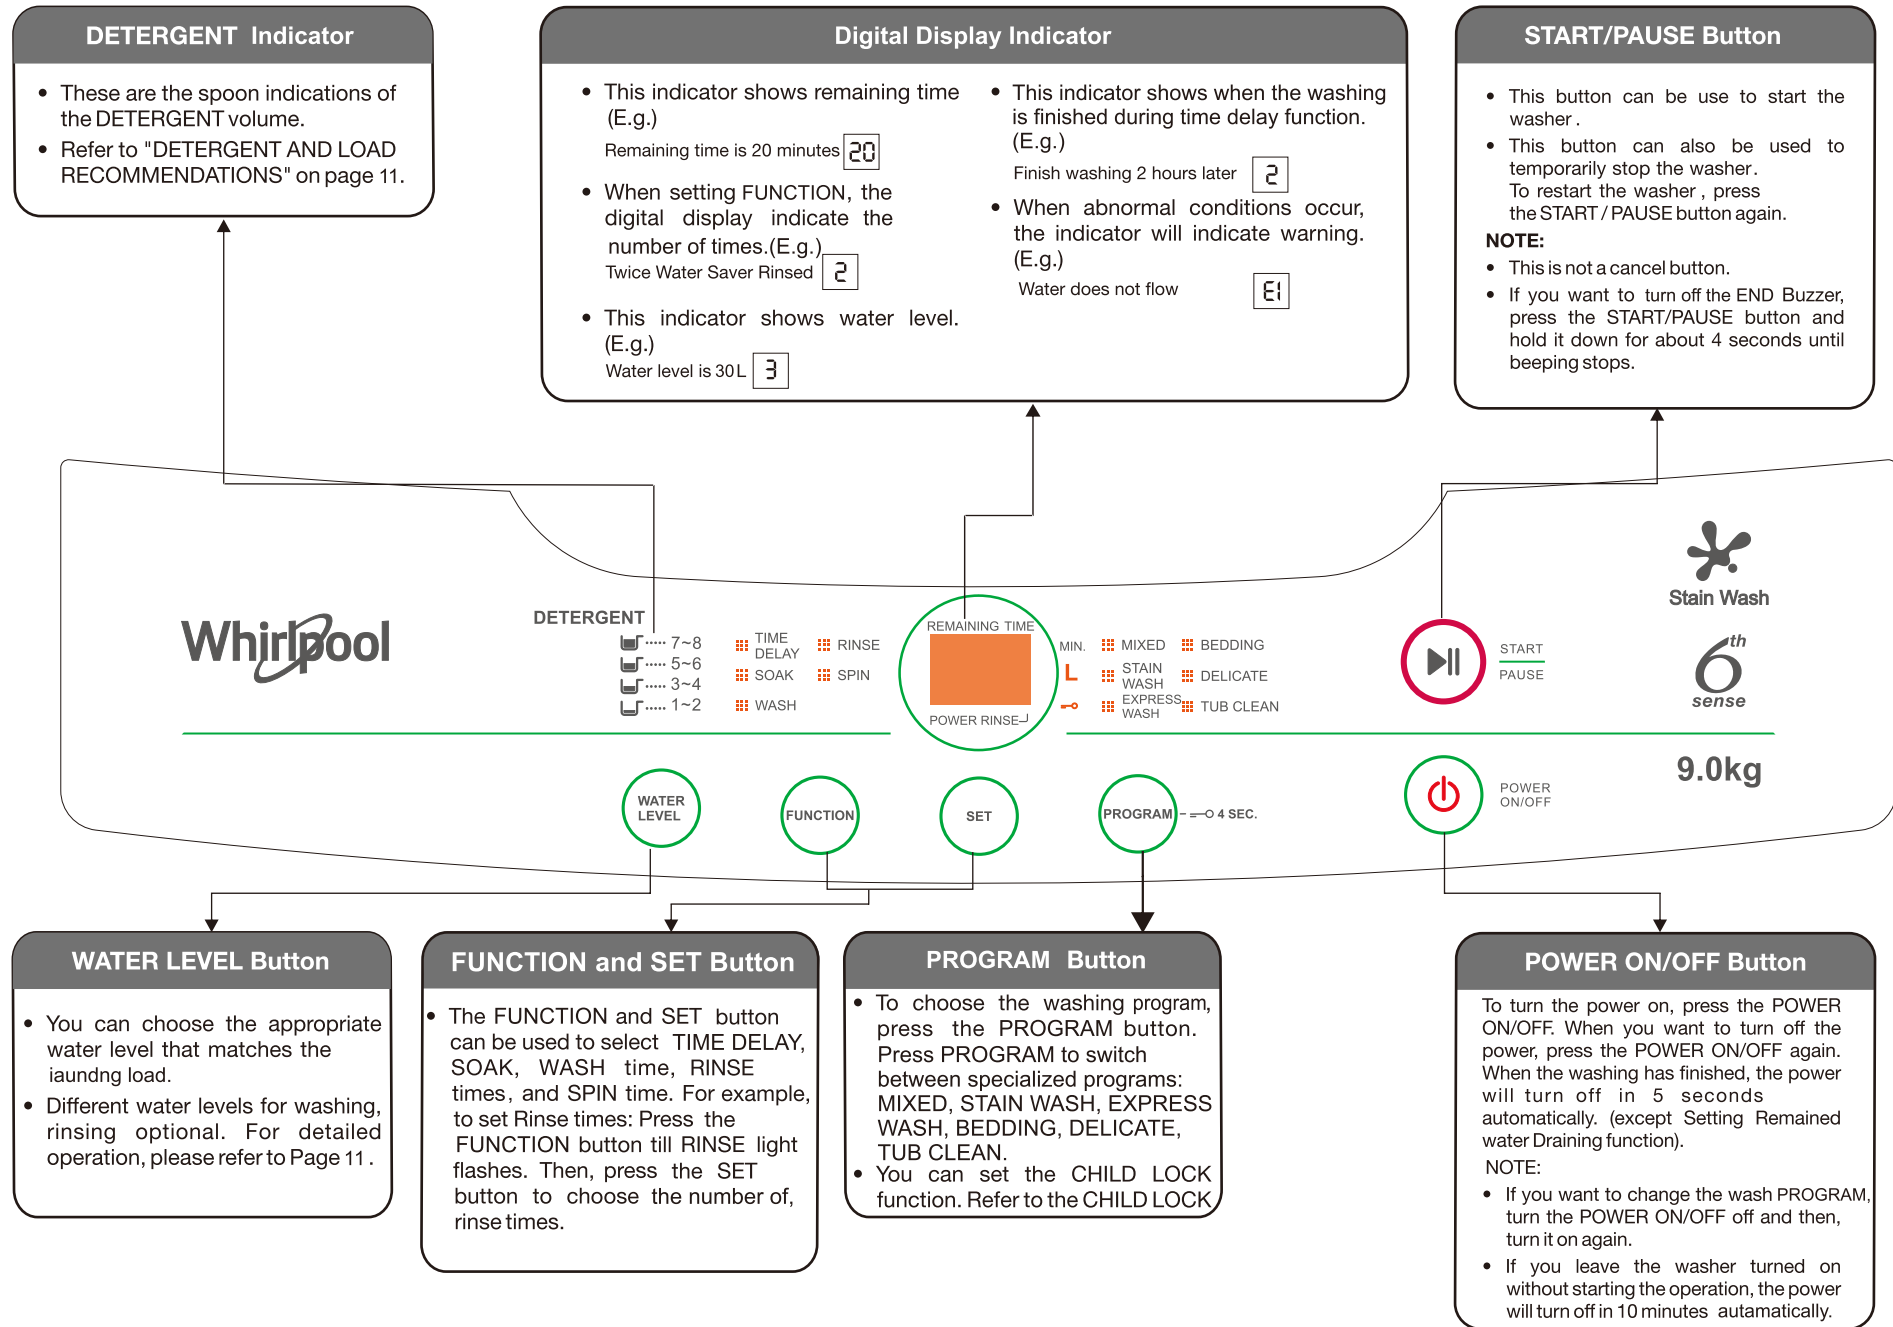 DETERGENT Indicator
• These are the spoon indications of
the DETERGENT volume.
• Refer to "DETERGENT AND LOAD
RECOMMENDATIONS" on page 11.
Digital Display Indicator
• This indicator shows remaining time
(E.g.)
Remaining time is 20 minutes 20
• When setting FUNCTION, the
digital display indicate the
number of times.(E.g.)
Twice Water Saver Rinsed 2
• This indicator shows water level.
(E.g.)
Water level is 30L 3
• This indicator shows when the washing
is finished during time delay function.
(E.g.)
Finish washing 2 hours later 2
• When abnormal conditions occur,
the indicator will indicate warning.
(E.g.)
Water does not flow E1
START/PAUSE Button
• This button can be use to start the
washer .
• This button can also be used to
temporarily stop the washer.
To restart the washer , press
the START / PAUSE button again.
NOTE:
• This is not a cancel button.
• If you want to turn off the END Buzzer,
press the START/PAUSE button and
hold it down for about 4 seconds until
beeping stops.
Whirlpool
DETERGENT
7~8
5~6
3~4
1~2
TIME
DELAY
SOAK
WASH
RINSE
SPIN
REMAINING TIME
POWER RINSE
MIN.
L
MIXED
STAIN
WASH
EXPRESS
WASH
BEDDING
DELICATE
TUB CLEAN
START
PAUSE
Stain Wash
6th
sense
WATER
LEVEL
FUNCTION
SET
PROGRAM
4 SEC.
POWER
ON/OFF
9.0kg
WATER LEVEL Button
• You can choose the appropriate
water level that matches the
iaundng load.
• Different water levels for washing,
rinsing optional. For detailed
operation, please refer to Page 11 .
FUNCTION and SET Button
• The FUNCTION and SET button
can be used to select TIME DELAY,
SOAK, WASH time, RINSE
times, and SPIN time. For example,
to set Rinse times: Press the
FUNCTION button till RINSE light
flashes. Then, press the SET
button to choose the number of,
rinse times.
PROGRAM Button
• To choose the washing program,
press the PROGRAM button.
Press PROGRAM to switch
between specialized programs:
MIXED, STAIN WASH, EXPRESS
WASH, BEDDING, DELICATE,
TUB CLEAN.
• You can set the CHILD LOCK
function. Refer to the CHILD LOCK
POWER ON/OFF Button
To turn the power on, press the POWER
ON/OFF. When you want to turn off the
power, press the POWER ON/OFF again.
When the washing has finished, the power
will turn off in 5 seconds
automatically. (except Setting Remained
water Draining function).
NOTE:
• If you want to change the wash PROGRAM,
turn the POWER ON/OFF off and then,
turn it on again.
• If you leave the washer turned on
without starting the operation, the power
will turn off in 10 minutes autamatically.